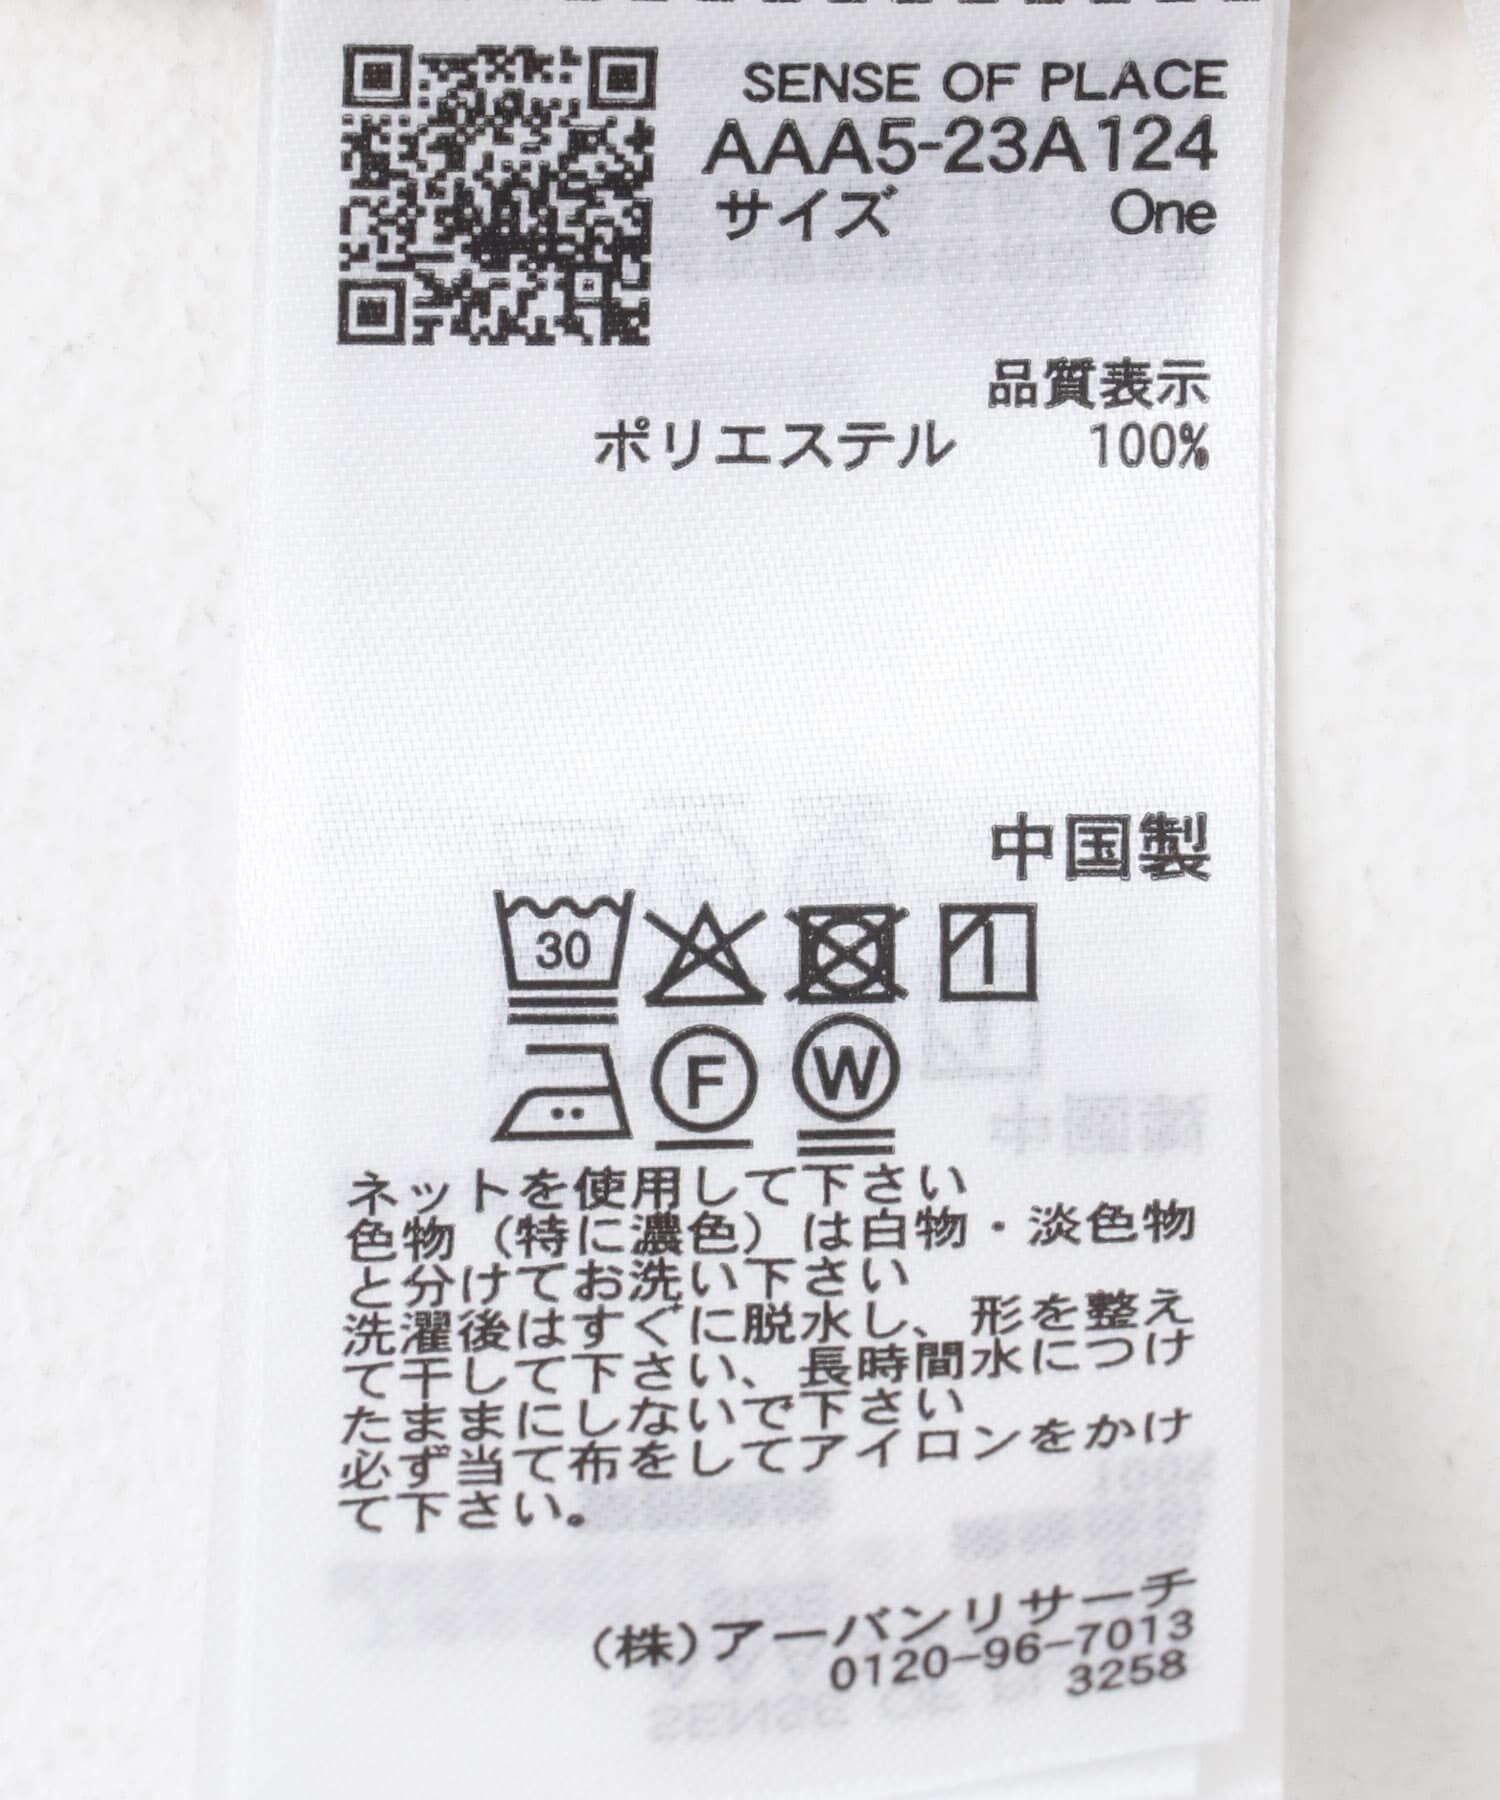 SENSE OF PLACE
AAA5-23A124
サイズ One
品質表示
ポリエステル 100%
中国製
30
F W
ネットを使用して下さい
色物（特に濃色）は白物・淡色物
と分けてお洗い下さい
洗濯後はすぐに脱水し、形を整え
て干して下さい、長時間水につけ
たままにしないで下さい
必ず当て布をしてアイロンをかけ
て下さい。
(株)アーバンリサーチ
0120-96-7013
3258